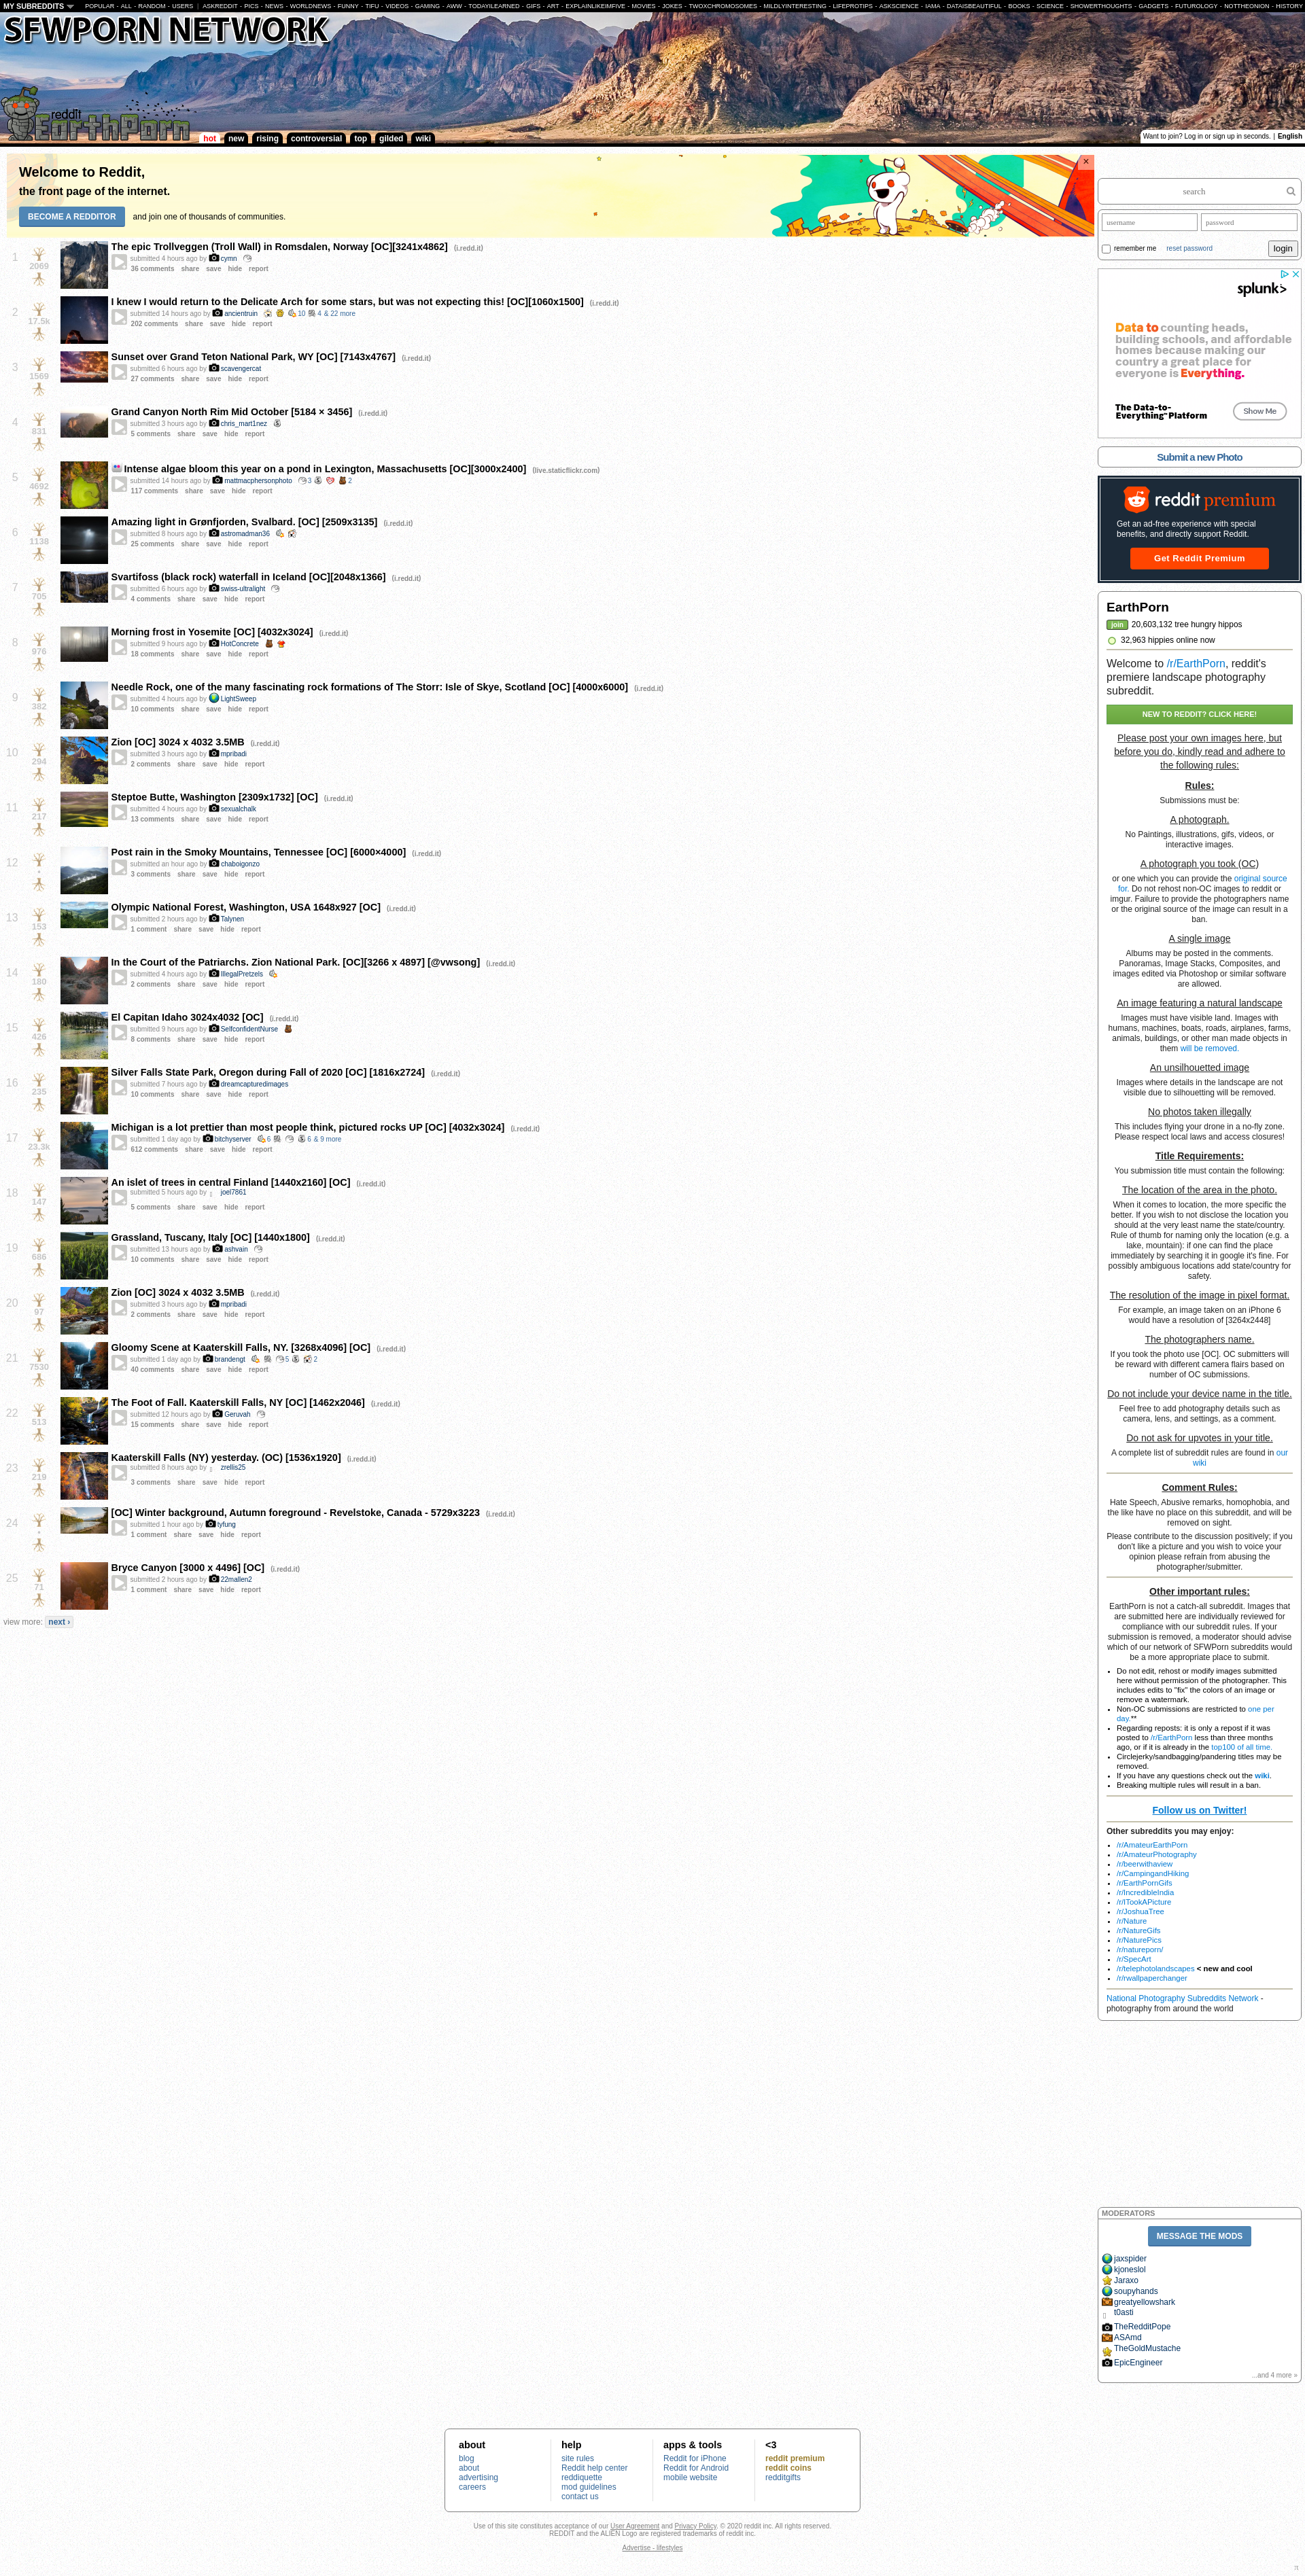 MY SUBREDDITS POPULAR - ALL - RANDOM - USERS | ASKREDDIT - PICS - NEWS - WORLDNEWS - FUNNY - TIFU - VIDEOS - GAMING - AWW - TODAYILEARNED - GIFS - ART - EXPLAINLIKEIMFIVE - MOVIES - JOKES - TWOXCHROMOSOMES - MILDLYINTERESTING - LIFEPROTIPS - ASKSCIENCE - IAMA - DATAISBEAUTIFUL - BOOKS - SCIENCE - SHOWERTHOUGHTS - GADGETS - FUTUROLOGY - NOTTHEONION - HISTORY
SFWPORN NETWORK
reddit
EarthPorn
hot new rising controversial top gilded wiki
Want to join? Log in or sign up in seconds. | English
Welcome to Reddit,
the front page of the internet.
BECOME A REDDITOR and join one of thousands of communities.
×
1
2069
The epic Trollveggen (Troll Wall) in Romsdalen, Norway [OC][3241x4862] (i.redd.it)
submitted 4 hours ago by cymn
36 comments share save hide report
2
17.5k
I knew I would return to the Delicate Arch for some stars, but was not expecting this! [OC][1060x1500] (i.redd.it)
submitted 14 hours ago by ancientruin 10 4 & 22 more
202 comments share save hide report
3
1569
Sunset over Grand Teton National Park, WY [OC] [7143x4767] (i.redd.it)
submitted 6 hours ago by scavengercat
27 comments share save hide report
4
831
Grand Canyon North Rim Mid October [5184 × 3456] (i.redd.it)
submitted 3 hours ago by chris_mart1nez
5 comments share save hide report
5
4692
Intense algae bloom this year on a pond in Lexington, Massachusetts [OC][3000x2400] (live.staticflickr.com)
submitted 14 hours ago by mattmacphersonphoto 3 2
117 comments share save hide report
6
1138
Amazing light in Grønfjorden, Svalbard. [OC] [2509x3135] (i.redd.it)
submitted 8 hours ago by astromadman36
25 comments share save hide report
7
705
Svartifoss (black rock) waterfall in Iceland [OC][2048x1366] (i.redd.it)
submitted 6 hours ago by swiss-ultralight
4 comments share save hide report
8
976
Morning frost in Yosemite [OC] [4032x3024] (i.redd.it)
submitted 9 hours ago by HotConcrete
18 comments share save hide report
9
382
Needle Rock, one of the many fascinating rock formations of The Storr: Isle of Skye, Scotland [OC] [4000x6000] (i.redd.it)
submitted 4 hours ago by LightSweep
10 comments share save hide report
10
294
Zion [OC] 3024 x 4032 3.5MB (i.redd.it)
submitted 3 hours ago by mpribadi
2 comments share save hide report
11
217
Steptoe Butte, Washington [2309x1732] [OC] (i.redd.it)
submitted 4 hours ago by sexualchalk
13 comments share save hide report
12
•
Post rain in the Smoky Mountains, Tennessee [OC] [6000×4000] (i.redd.it)
submitted an hour ago by chaboigonzo
3 comments share save hide report
13
153
Olympic National Forest, Washington, USA 1648x927 [OC] (i.redd.it)
submitted 2 hours ago by Talynen
1 comment share save hide report
14
180
In the Court of the Patriarchs. Zion National Park. [OC][3266 x 4897] [@vwsong] (i.redd.it)
submitted 4 hours ago by IllegalPretzels
2 comments share save hide report
15
426
El Capitan Idaho 3024x4032 [OC] (i.redd.it)
submitted 9 hours ago by SelfconfidentNurse
8 comments share save hide report
16
235
Silver Falls State Park, Oregon during Fall of 2020 [OC] [1816x2724] (i.redd.it)
submitted 7 hours ago by dreamcapturedimages
10 comments share save hide report
17
23.3k
Michigan is a lot prettier than most people think, pictured rocks UP [OC] [4032x3024] (i.redd.it)
submitted 1 day ago by bitchyserver 6 6 & 9 more
612 comments share save hide report
18
147
An islet of trees in central Finland [1440x2160] [OC] (i.redd.it)
submitted 5 hours ago by joel7861
5 comments share save hide report
19
686
Grassland, Tuscany, Italy [OC] [1440x1800] (i.redd.it)
submitted 13 hours ago by ashvain
10 comments share save hide report
20
97
Zion [OC] 3024 x 4032 3.5MB (i.redd.it)
submitted 3 hours ago by mpribadi
2 comments share save hide report
21
7530
Gloomy Scene at Kaaterskill Falls, NY. [3268x4096] [OC] (i.redd.it)
submitted 1 day ago by brandengt 5 2
40 comments share save hide report
22
513
The Foot of Fall. Kaaterskill Falls, NY [OC] [1462x2046] (i.redd.it)
submitted 12 hours ago by Geruvah
15 comments share save hide report
23
219
Kaaterskill Falls (NY) yesterday. (OC) [1536x1920] (i.redd.it)
submitted 8 hours ago by zrellis25
3 comments share save hide report
24
•
[OC] Winter background, Autumn foreground - Revelstoke, Canada - 5729x3223 (i.redd.it)
submitted 1 hour ago by tyfung
1 comment share save hide report
25
71
Bryce Canyon [3000 x 4496] [OC] (i.redd.it)
submitted 2 hours ago by 22mallen2
1 comment share save hide report
view more: next ›
search
username password
remember me reset password login
splunk>
Data to counting heads,
building schools, and affordable
homes because making our
country a great place for
everyone is Everything.
The Data-to-
Everything™ Platform
Show Me
Submit a new Photo
reddit premium
Get an ad-free experience with special
benefits, and directly support Reddit.
Get Reddit Premium
EarthPorn
join 20,603,132 tree hungry hippos
32,963 hippies online now
Welcome to /r/EarthPorn, reddit's
premiere landscape photography
subreddit.
NEW TO REDDIT? CLICK HERE!
Please post your own images here, but
before you do, kindly read and adhere to
the following rules:
Rules:
Submissions must be:
A photograph.
No Paintings, illustrations, gifs, videos, or
interactive images.
A photograph you took (OC)
or one which you can provide the original source
for. Do not rehost non-OC images to reddit or
imgur. Failure to provide the photographers name
or the original source of the image can result in a
ban.
A single image
Albums may be posted in the comments.
Panoramas, Image Stacks, Composites, and
images edited via Photoshop or similar software
are allowed.
An image featuring a natural landscape
Images must have visible land. Images with
humans, machines, boats, roads, airplanes, farms,
animals, buildings, or other man made objects in
them will be removed.
An unsilhouetted image
Images where details in the landscape are not
visible due to silhouetting will be removed.
No photos taken illegally
This includes flying your drone in a no-fly zone.
Please respect local laws and access closures!
Title Requirements:
You submission title must contain the following:
The location of the area in the photo.
When it comes to location, the more specific the
better. If you wish to not disclose the location you
should at the very least name the state/country.
Rule of thumb for naming only the location (e.g. a
lake, mountain): if one can find the place
immediately by searching it in google it's fine. For
possibly ambiguous locations add state/country for
safety.
The resolution of the image in pixel format.
For example, an image taken on an iPhone 6
would have a resolution of [3264x2448]
The photographers name.
If you took the photo use [OC]. OC submitters will
be reward with different camera flairs based on
number of OC submissions.
Do not include your device name in the title.
Feel free to add photography details such as
camera, lens, and settings, as a comment.
Do not ask for upvotes in your title.
A complete list of subreddit rules are found in our
wiki
Comment Rules:
Hate Speech, Abusive remarks, homophobia, and
the like have no place on this subreddit, and will be
removed on sight.
Please contribute to the discussion positively; if you
don't like a picture and you wish to voice your
opinion please refrain from abusing the
photographer/submitter.
Other important rules:
EarthPorn is not a catch-all subreddit. Images that
are submitted here are individually reviewed for
compliance with our subreddit rules. If your
submission is removed, a moderator should advise
which of our network of SFWPorn subreddits would
be a more appropriate place to submit.
• Do not edit, rehost or modify images submitted
here without permission of the photographer. This
includes edits to "fix" the colors of an image or
remove a watermark.
• Non-OC submissions are restricted to one per
day.**
• Regarding reposts: it is only a repost if it was
posted to /r/EarthPorn less than three months
ago, or if it is already in the top100 of all time.
• Circlejerky/sandbagging/pandering titles may be
removed.
• If you have any questions check out the wiki.
• Breaking multiple rules will result in a ban.
Follow us on Twitter!
Other subreddits you may enjoy:
• /r/AmateurEarthPorn
• /r/AmateurPhotography
• /r/beerwithaview
• /r/CampingandHiking
• /r/EarthPornGifs
• /r/IncredibleIndia
• /r/ITookAPicture
• /r/JoshuaTree
• /r/Nature
• /r/NatureGifs
• /r/NaturePics
• /r/natureporn/
• /r/SpecArt
• /r/telephotolandscapes < new and cool
• /r/rwallpaperchanger
National Photography Subreddits Network -
photography from around the world
MODERATORS
MESSAGE THE MODS
jaxspider
kjoneslol
Jaraxo
soupyhands
greatyellowshark
t0asti
TheRedditPope
ASAmd
TheGoldMustache
EpicEngineer
...and 4 more »
about
blog
about
advertising
careers
help
site rules
Reddit help center
reddiquette
mod guidelines
contact us
apps & tools
Reddit for iPhone
Reddit for Android
mobile website
<3
reddit premium
reddit coins
redditgifts
Use of this site constitutes acceptance of our User Agreement and Privacy Policy. © 2020 reddit inc. All rights reserved.
REDDIT and the ALIEN Logo are registered trademarks of reddit inc.
Advertise - lifestyles
π